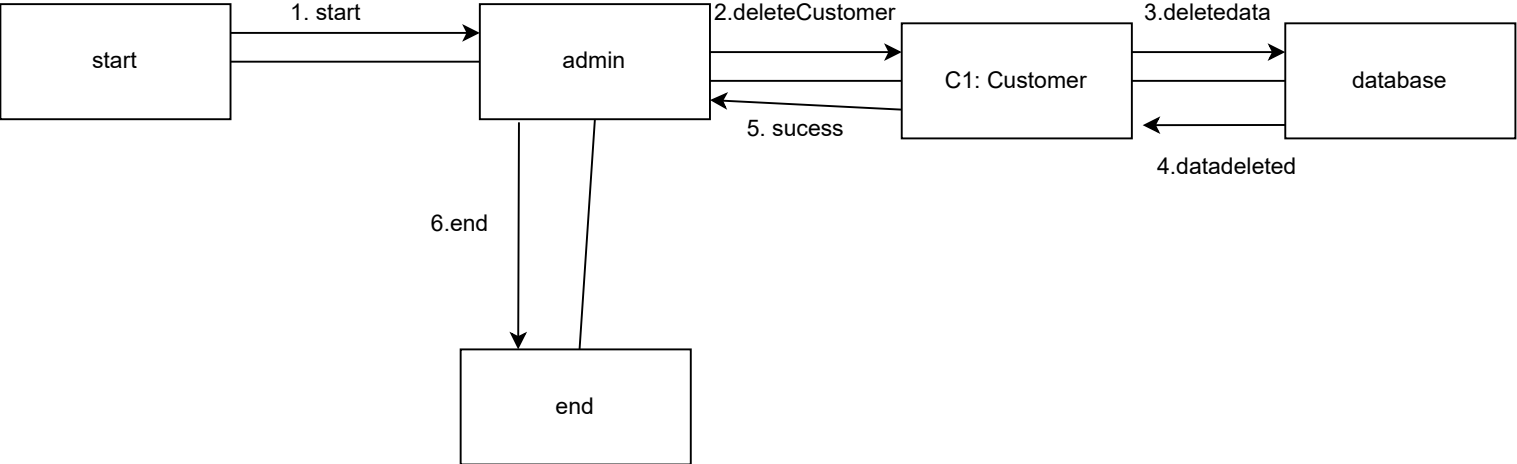 1. start
2.deleteCustomer
3.deletedata
start
admin
C1: Customer
database
5. sucess
4.datadeleted
6.end
end